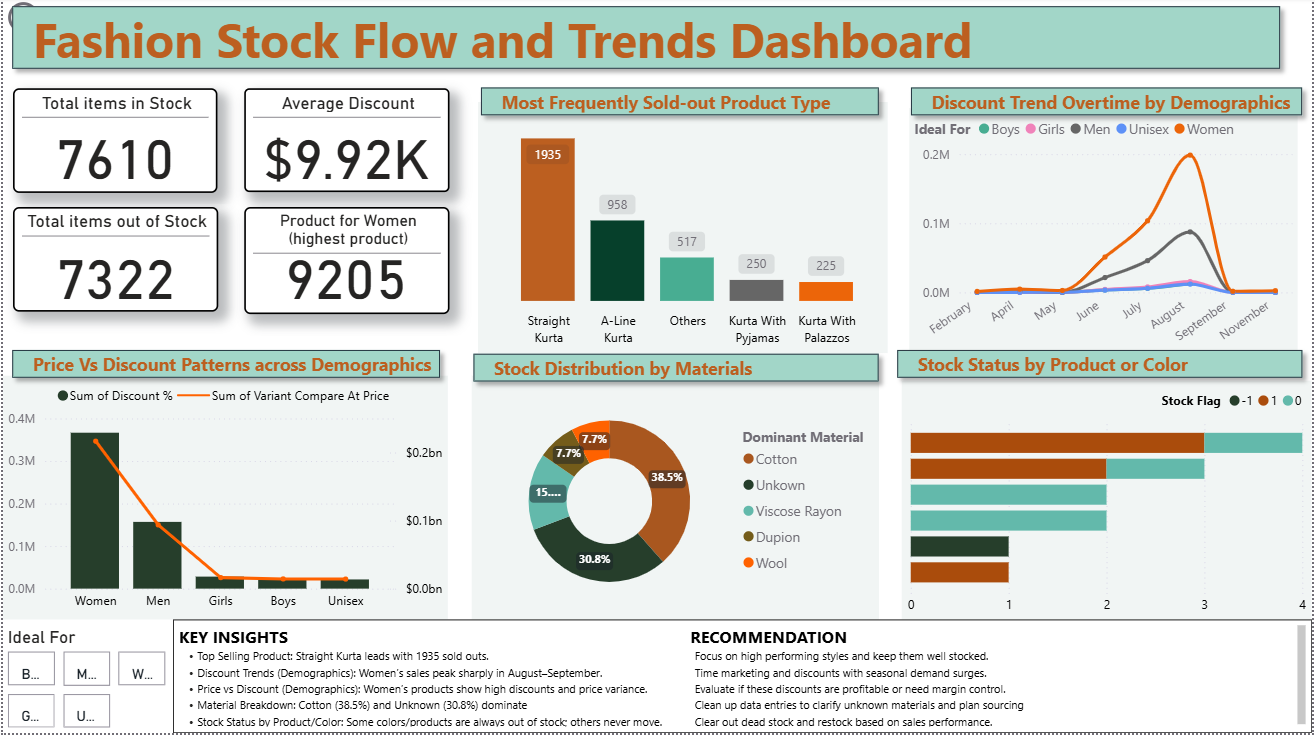 Fashion Stock Flow and Trends Dashboard
Total items in Stock
7610
Average Discount
$9.92K
Total items out of Stock
7322
Product for Women
(highest product)
9205
Most Frequently Sold-out Product Type
1935
958
517
250
225
Straight
Kurta
A-Line
Kurta
Others
Kurta With
Pyjamas
Kurta With
Palazzos
Discount Trend Overtime by Demographics
Ideal For Boys Girls Men Unisex Women
0.2M
0.1M
0.0M
February
April
May
June
July
August
September
November
Price Vs Discount Patterns across Demographics
Sum of Discount % Sum of Variant Compare At Price
0.4M
0.3M
0.2M
0.1M
0.0M
$0.2bn
$0.1bn
$0.0bn
Women Men Girls Boys Unisex
Stock Distribution by Materials
7.7%
7.7%
38.5%
15....
30.8%
Dominant Material
Cotton
Unkown
Viscose Rayon
Dupion
Wool
Stock Status by Product or Color
Stock Flag -1 1 0
0 1 2 3 4
Ideal For
B... M... W...
G... U...
KEY INSIGHTS
• Top Selling Product: Straight Kurta leads with 1935 sold outs.
• Discount Trends (Demographics): Women's sales peak sharply in August–September.
• Price vs Discount (Demographics): Women's products show high discounts and price variance.
• Material Breakdown: Cotton (38.5%) and Unknown (30.8%) dominate
• Stock Status by Product/Color: Some colors/products are always out of stock; others never move.
RECOMMENDATION
Focus on high performing styles and keep them well stocked.
Time marketing and discounts with seasonal demand surges.
Evaluate if these discounts are profitable or need margin control.
Clean up data entries to clarify unknown materials and plan sourcing
Clear out dead stock and restock based on sales performance.